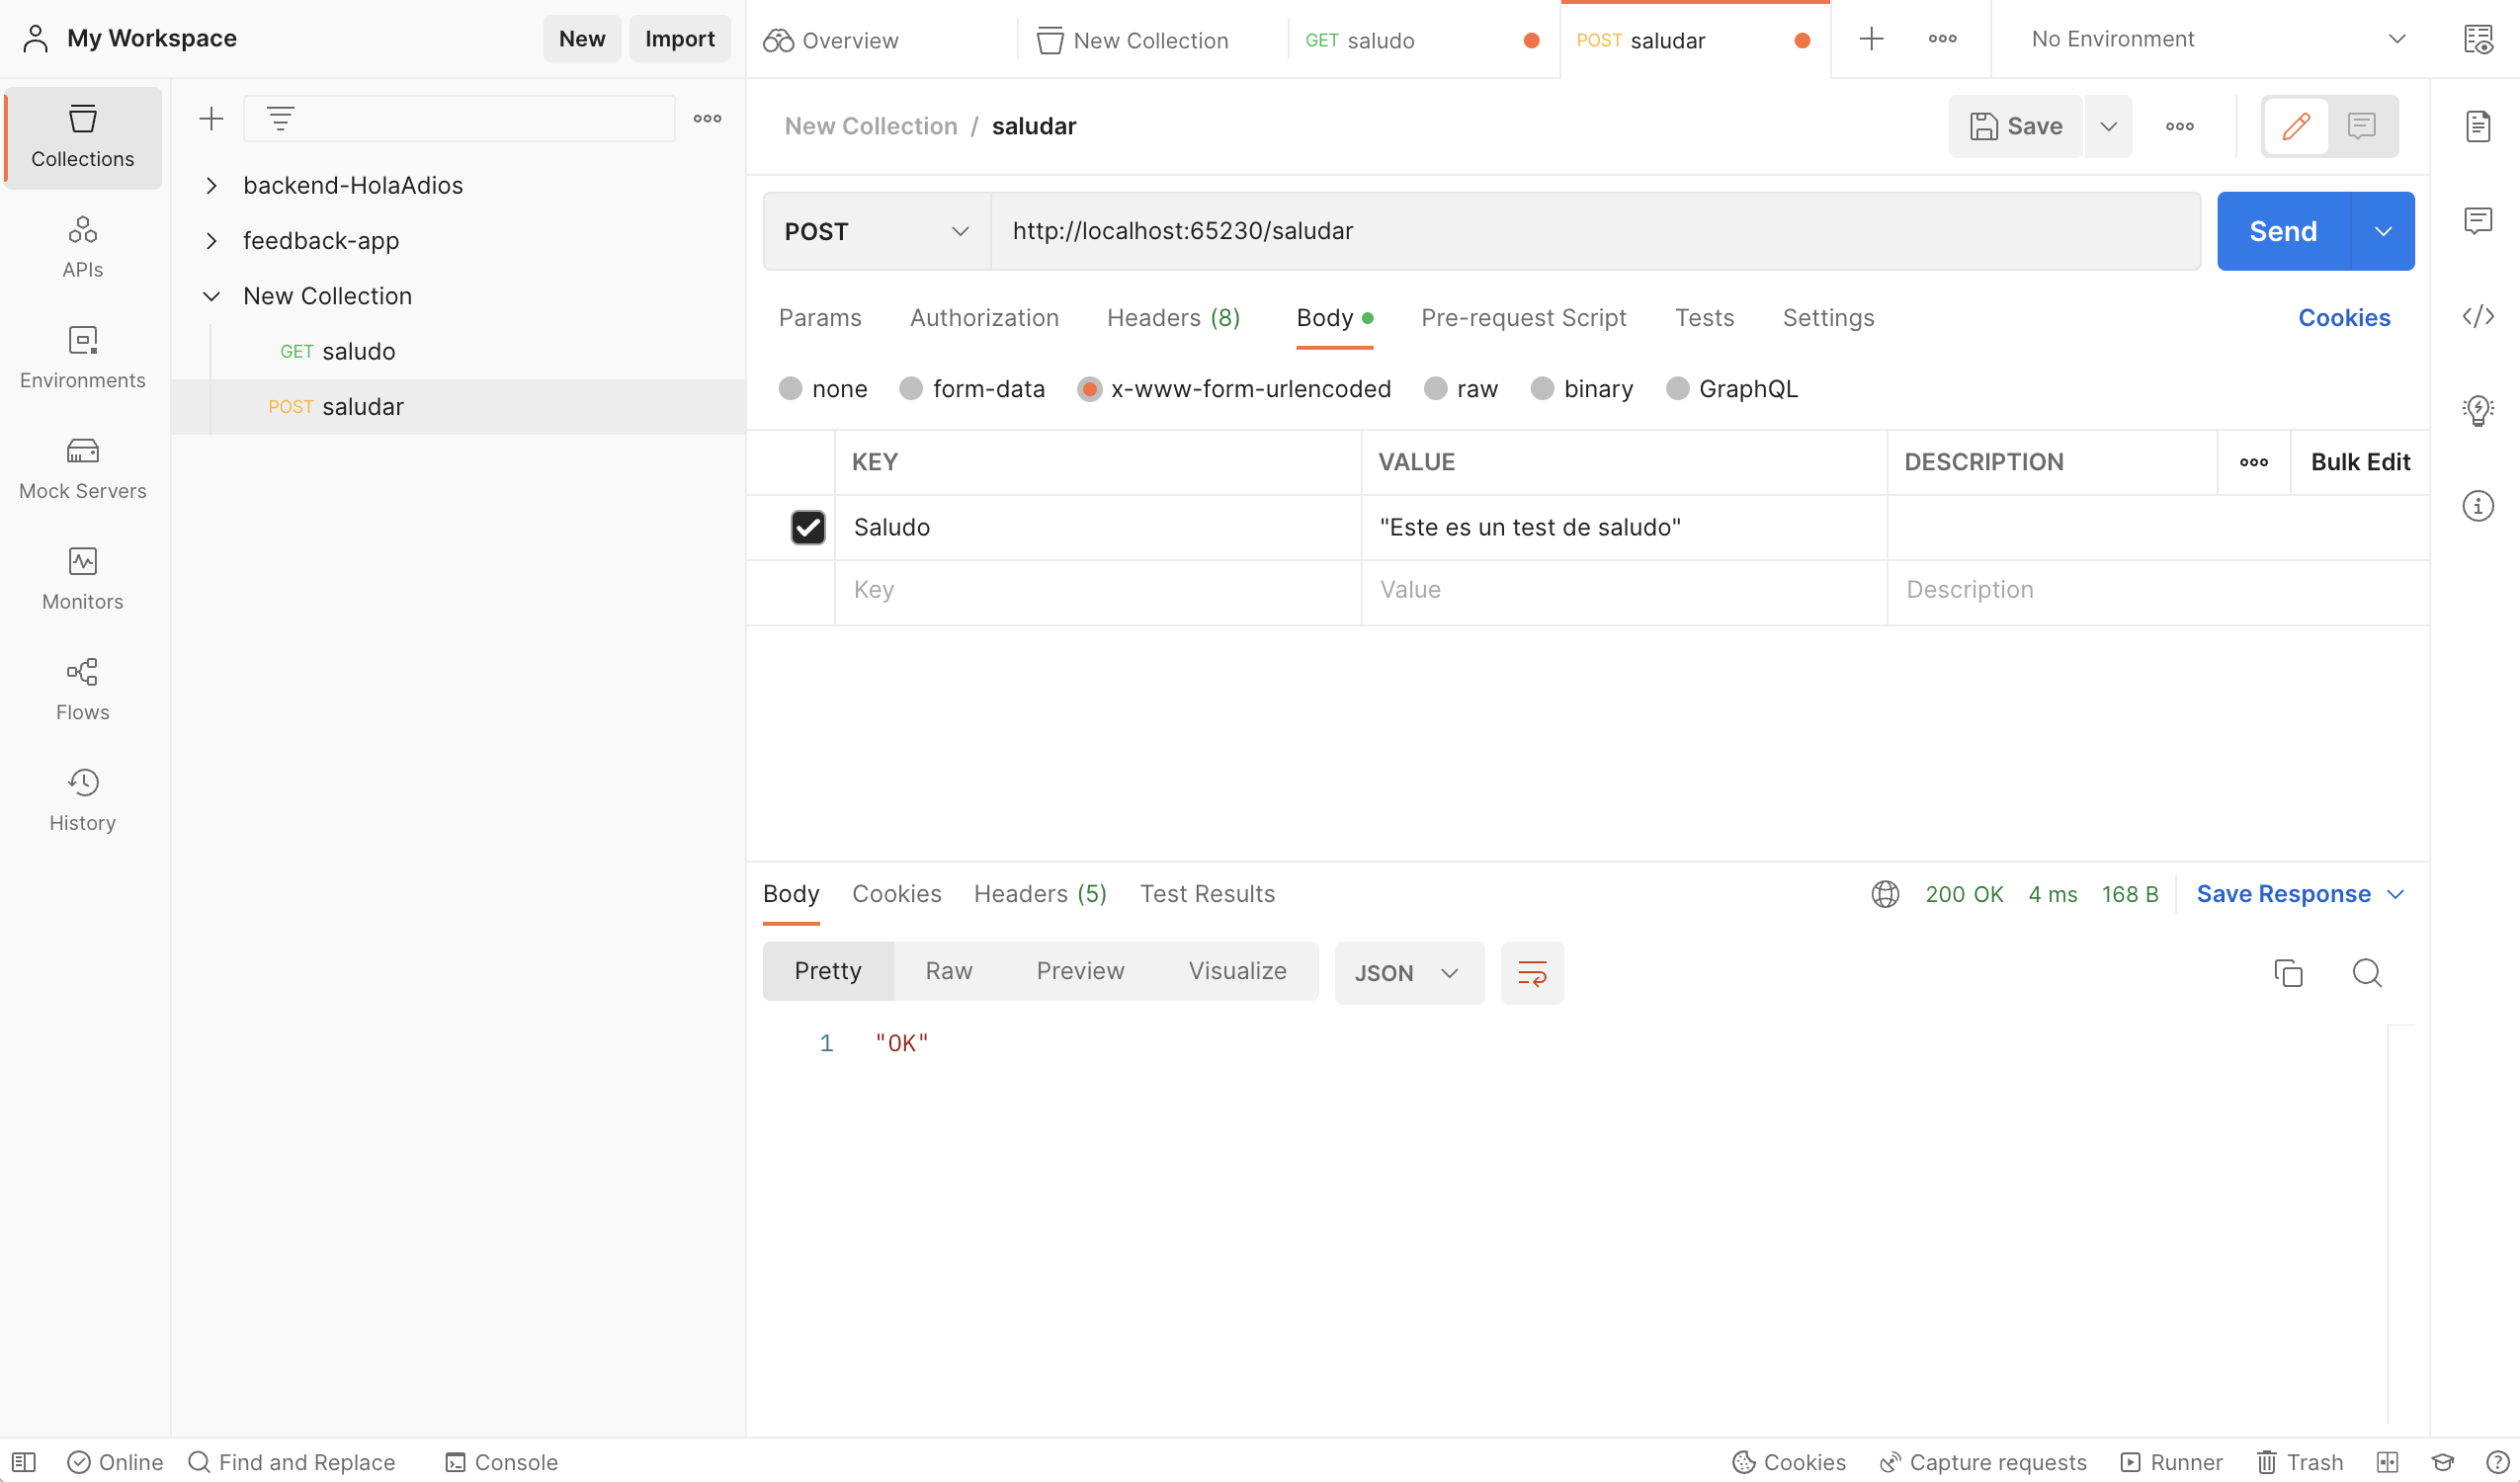 My Workspace
New
Import
Overview
New Collection
GET saludo
POST saludar
No Environment
Collections
APIs
Environments
Mock Servers
Monitors
Flows
History
backend-HolaAdios
feedback-app
New Collection
GET saludo
POST saludar
New Collection / saludar
Save
POST
http://localhost:65230/saludar
Send
Params Authorization Headers (8) Body Pre-request Script Tests Settings Cookies
none form-data x-www-form-urlencoded raw binary GraphQL
KEY VALUE DESCRIPTION Bulk Edit
Saludo "Este es un test de saludo"
Key Value Description
Body Cookies Headers (5) Test Results 200 OK 4 ms 168 B Save Response
Pretty Raw Preview Visualize JSON
1 "OK"
Online Find and Replace Console Cookies Capture requests Runner Trash